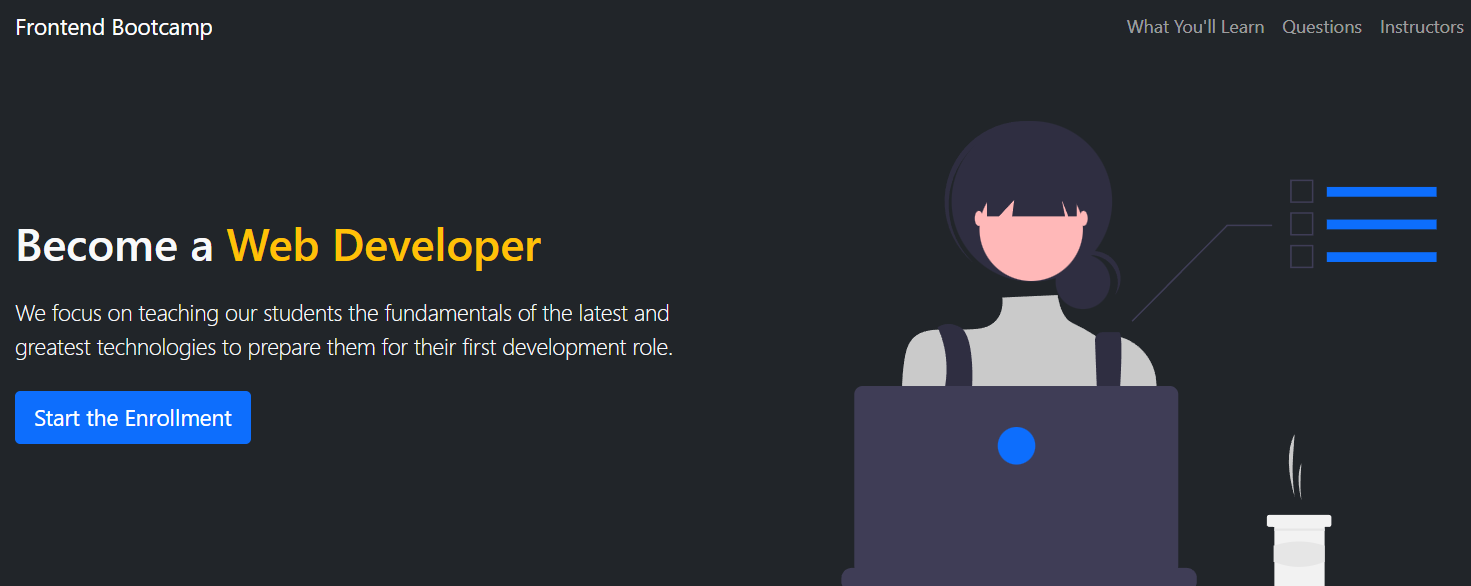 Frontend Bootcamp
What You'll Learn
Questions
Instructors
Become a Web Developer
We focus on teaching our students the fundamentals of the latest and
greatest technologies to prepare them for their first development role.
Start the Enrollment